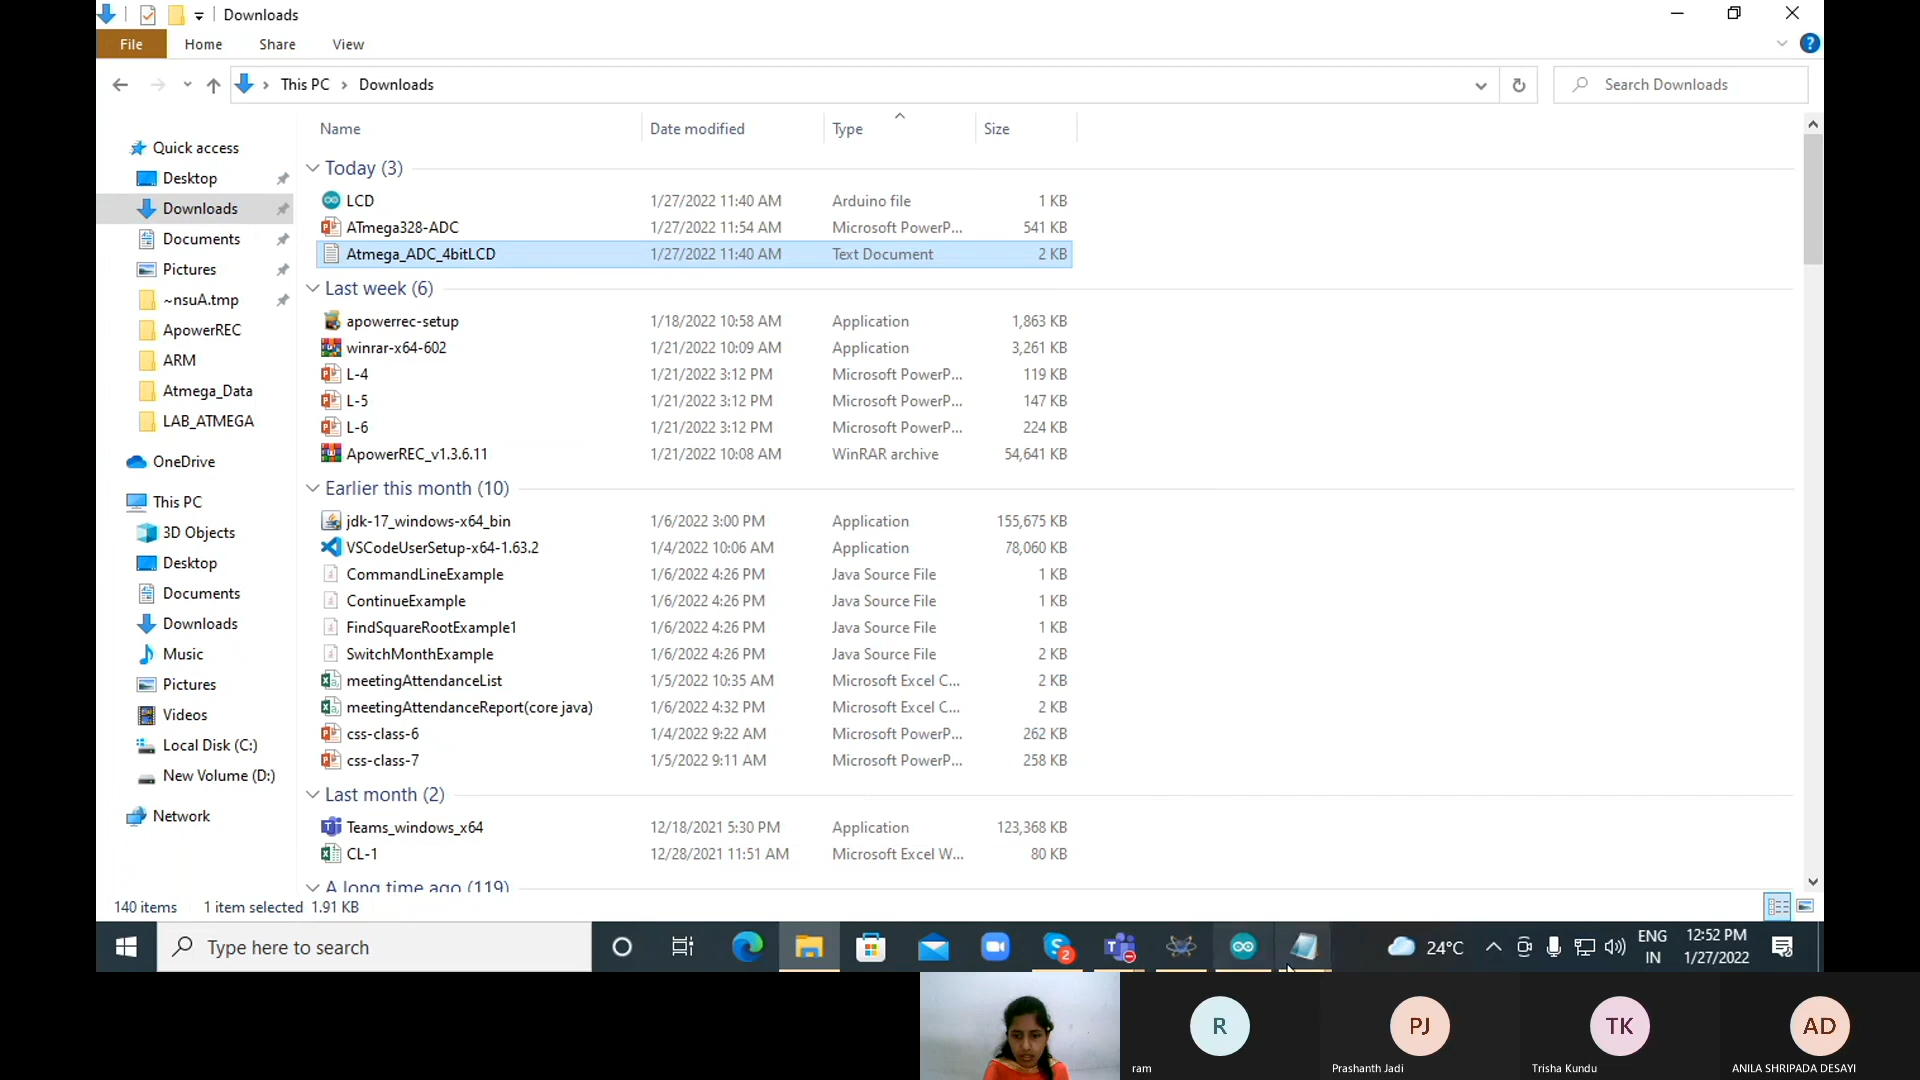 Downloads
File Home Share View
This PC Downloads Search Downloads
Name Date modified Type Size
Quick access
Desktop
Downloads
Documents
Pictures
~nsuA.tmp
ApowerREC
ARM
Atmega_Data
LAB_ATMEGA
OneDrive
This PC
3D Objects
Desktop
Documents
Downloads
Music
Pictures
Videos
Local Disk (C:)
New Volume (D:)
Network
Today (3)
LCD 1/27/2022 11:40 AM Arduino file 1 KB
ATmega328-ADC 1/27/2022 11:54 AM Microsoft PowerP... 541 KB
Atmega_ADC_4bitLCD 1/27/2022 11:40 AM Text Document 2 KB
Last week (6)
apowerrec-setup 1/18/2022 10:58 AM Application 1,863 KB
winrar-x64-602 1/21/2022 10:09 AM Application 3,261 KB
L-4 1/21/2022 3:12 PM Microsoft PowerP... 119 KB
L-5 1/21/2022 3:12 PM Microsoft PowerP... 147 KB
L-6 1/21/2022 3:12 PM Microsoft PowerP... 224 KB
ApowerREC_v1.3.6.11 1/21/2022 10:08 AM WinRAR archive 54,641 KB
Earlier this month (10)
jdk-17_windows-x64_bin 1/6/2022 3:00 PM Application 155,675 KB
VSCodeUserSetup-x64-1.63.2 1/4/2022 10:06 AM Application 78,060 KB
CommandLineExample 1/6/2022 4:26 PM Java Source File 1 KB
ContinueExample 1/6/2022 4:26 PM Java Source File 1 KB
FindSquareRootExample1 1/6/2022 4:26 PM Java Source File 1 KB
SwitchMonthExample 1/6/2022 4:26 PM Java Source File 2 KB
meetingAttendanceList 1/5/2022 10:35 AM Microsoft Excel C... 2 KB
meetingAttendanceReport(core java) 1/6/2022 4:32 PM Microsoft Excel C... 2 KB
css-class-6 1/4/2022 9:22 AM Microsoft PowerP... 262 KB
css-class-7 1/5/2022 9:11 AM Microsoft PowerP... 258 KB
Last month (2)
Teams_windows_x64 12/18/2021 5:30 PM Application 123,368 KB
CL-1 12/28/2021 11:51 AM Microsoft Excel W... 80 KB
A long time ago (119)
140 items 1 item selected 1.91 KB
Type here to search
2
24°C
ENG
IN
12:52 PM
1/27/2022
R
ram
PJ
Prashanth Jadi
TK
Trisha Kundu
AD
ANILA SHRIPADA DESAYI